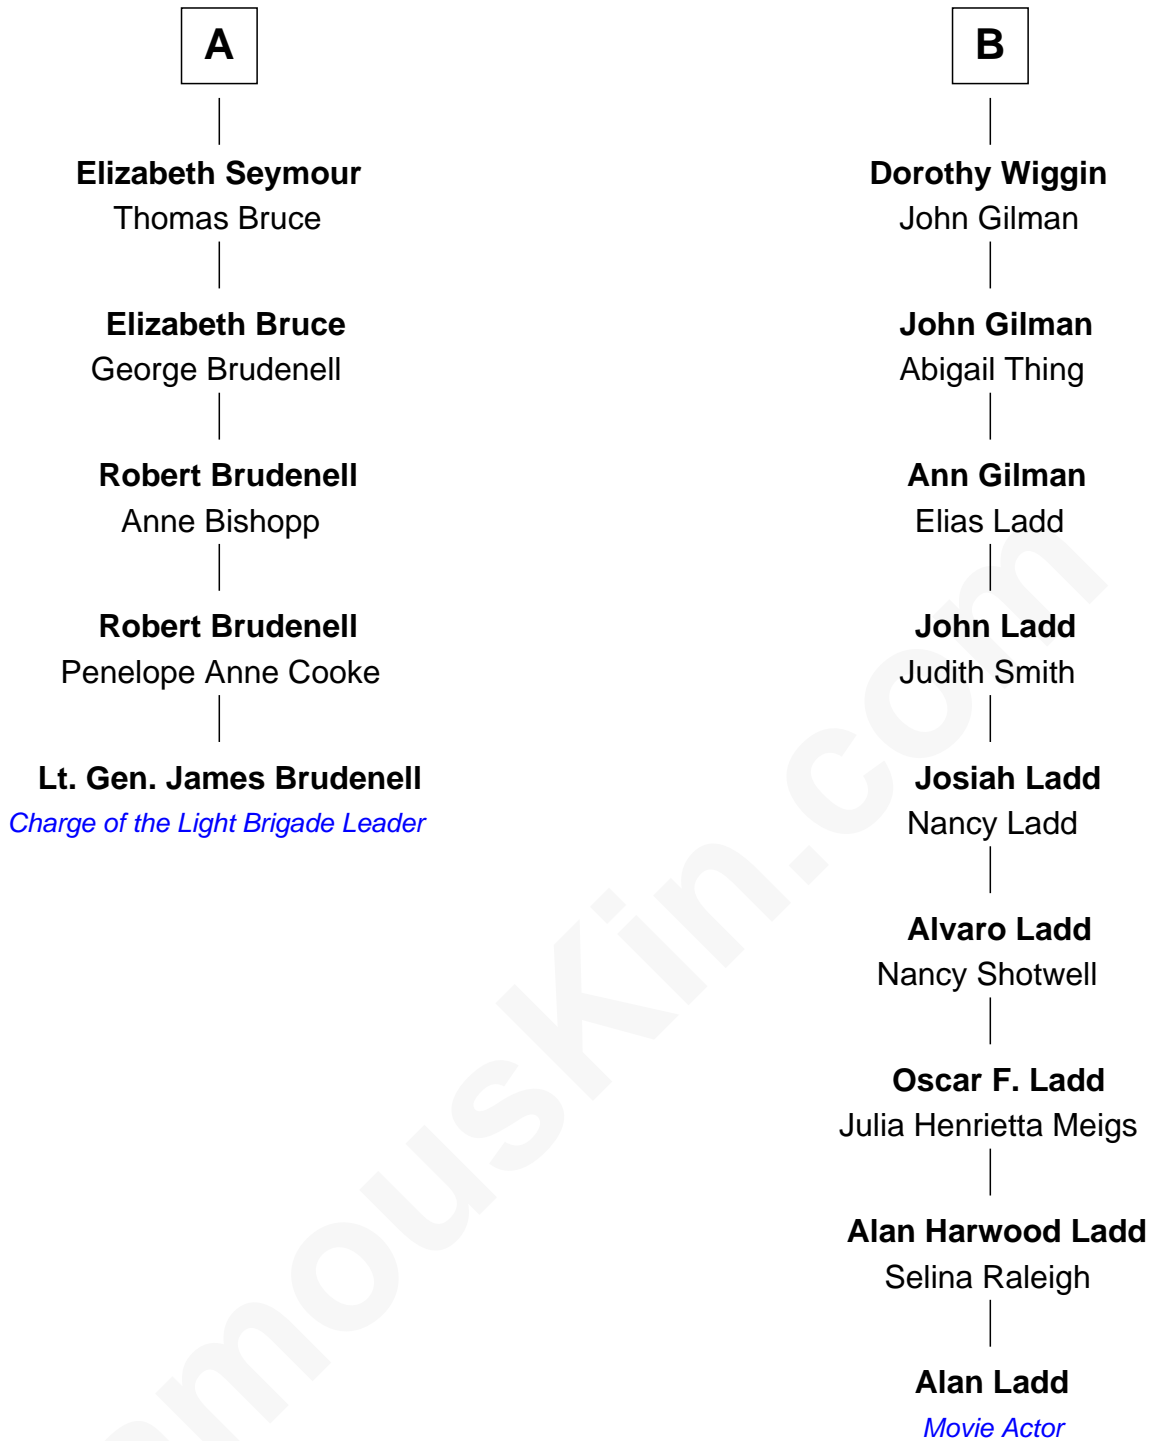 A
Elizabeth Seymour
Thomas Bruce
Elizabeth Bruce
George Brudenell
Robert Brudenell
Anne Bishopp
Robert Brudenell
Penelope Anne Cooke
Lt. Gen. James Brudenell
Charge of the Light Brigade Leader
B
Dorothy Wiggin
John Gilman
John Gilman
Abigail Thing
Ann Gilman
Elias Ladd
John Ladd
Judith Smith
Josiah Ladd
Nancy Ladd
Alvaro Ladd
Nancy Shotwell
Oscar F. Ladd
Julia Henrietta Meigs
Alan Harwood Ladd
Selina Raleigh
Alan Ladd
Movie Actor
amousKin.com